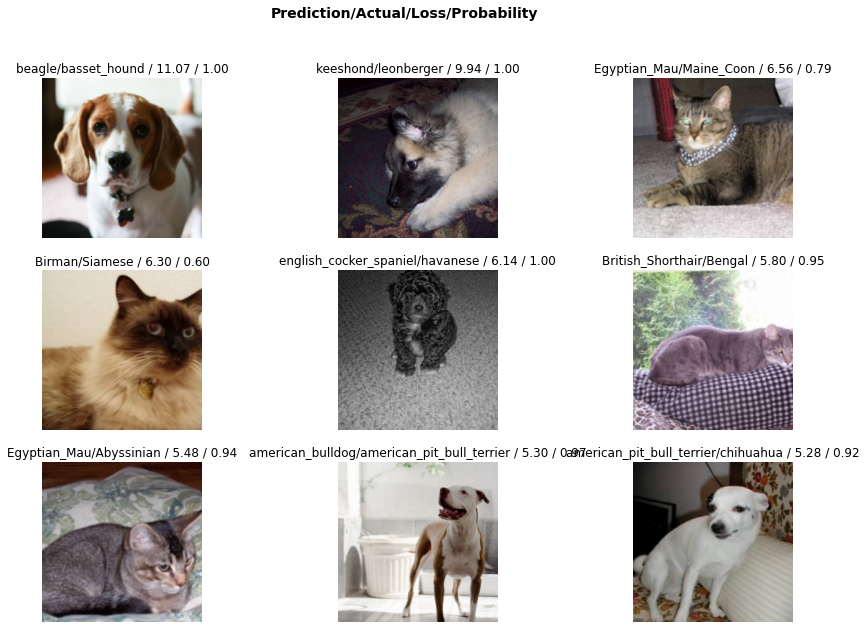 Prediction/Actual/Loss/Probability
beagle/basset_hound / 11.07 / 1.00
keeshond/leonberger / 9.94 / 1.00
Egyptian_Mau/Maine_Coon / 6.56 / 0.79
Birman/Siamese / 6.30 / 0.60
english_cocker_spaniel/havanese / 6.14 / 1.00
British_Shorthair/Bengal / 5.80 / 0.95
Egyptian_Mau/Abyssinian / 5.48 / 0.94
american_bulldog/american_pit_bull_terrier / 5.30 / 0.97
american_pit_bull_terrier/chihuahua / 5.28 / 0.92